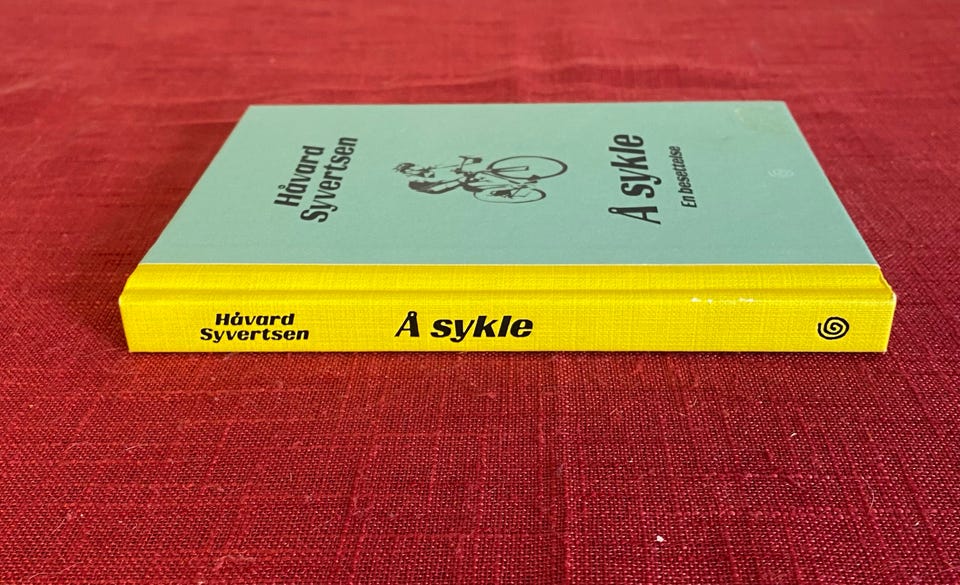 Håvard
Syvertsen
Å sykle
En besettelse
Håvard
Syvertsen
Å sykle